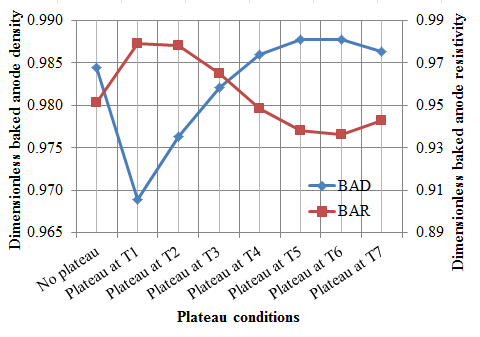 Dimensionless baked anode density
0.990
0.985
0.980
0.975
0.970
0.965
0.99
0.97
0.95
0.93
0.91
0.89
Dimensionless baked anode resistivity
BAD
BAR
No plateau
Plateau at T1
Plateau at T2
Plateau at T3
Plateau at T4
Plateau at T5
Plateau at T6
Plateau at T7
Plateau conditions